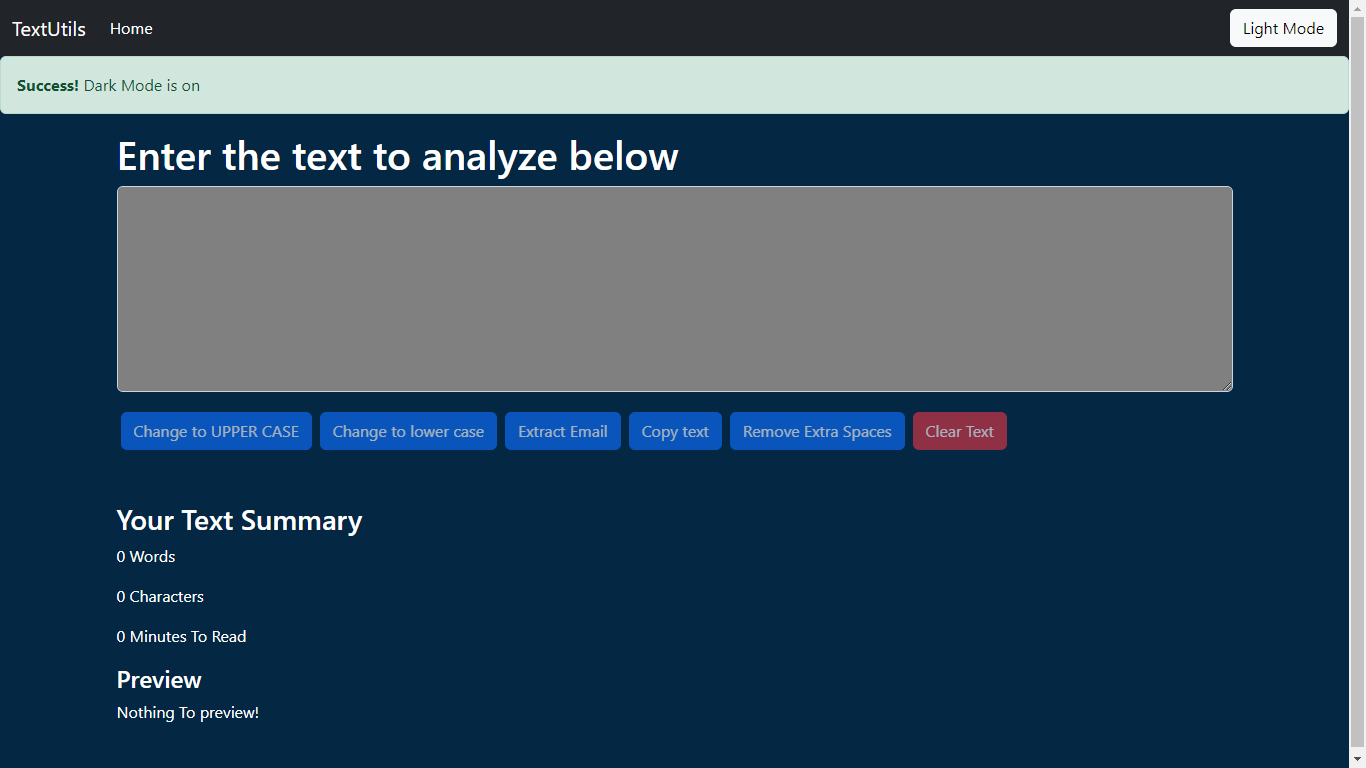 TextUtils Home Light Mode
Success! Dark Mode is on
Enter the text to analyze below
Change to UPPER CASE Change to lower case Extract Email Copy text Remove Extra Spaces Clear Text
Your Text Summary
0 Words
0 Characters
0 Minutes To Read
Preview
Nothing To preview!